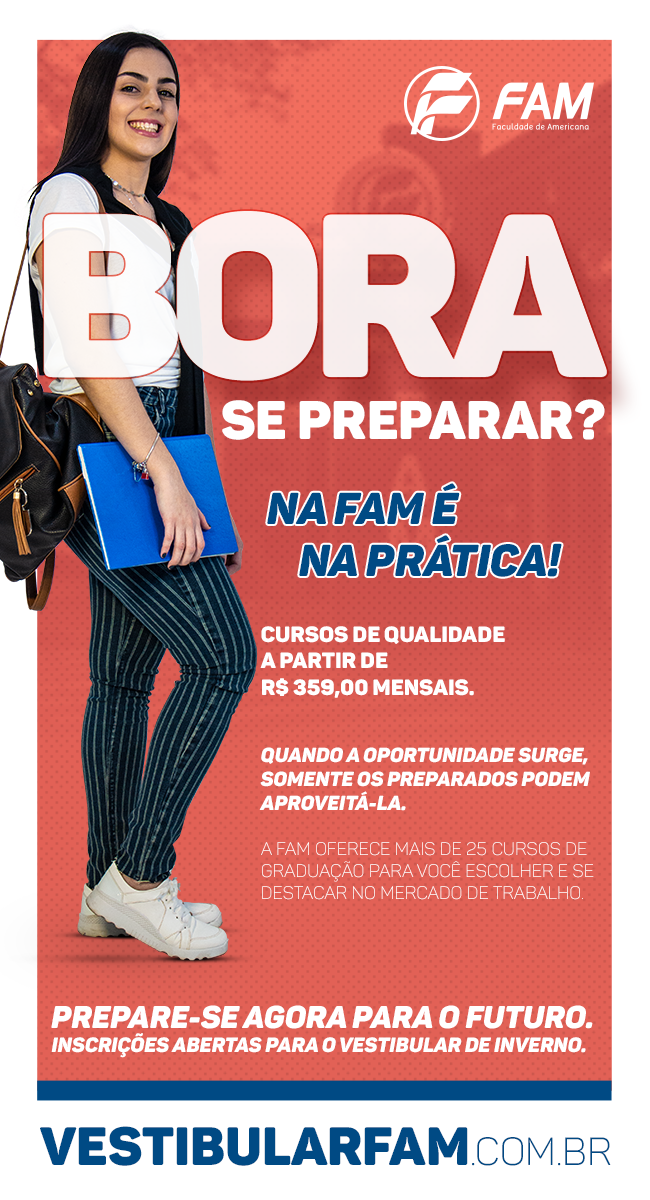 FAM
Faculdade de Americana
BORA
SE PREPARAR?
NA FAM É
NA PRÁTICA!
CURSOS DE QUALIDADE
A PARTIR DE
R$ 359,00 MENSAIS.
QUANDO A OPORTUNIDADE SURGE,
SOMENTE OS PREPARADOS PODEM
APROVEITÁ-LA.
A FAM OFERECE MAIS DE 25 CURSOS DE
GRADUAÇÃO PARA VOCÊ ESCOLHER E SE
DESTACAR NO MERCADO DE TRABALHO.
PREPARE-SE AGORA PARA O FUTURO.
INSCRIÇÕES ABERTAS PARA O VESTIBULAR DE INVERNO.
VESTIBULARFAM.COM.BR